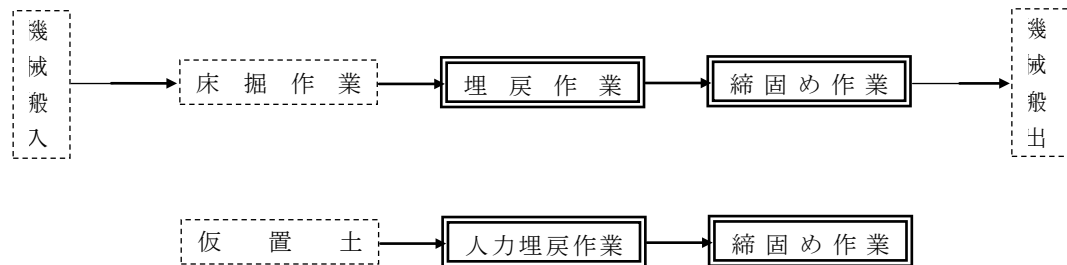 機械搬入
床掘作業
埋戻作業
締固め作業
機械搬出
仮置土
人力埋戻作業
締固め作業